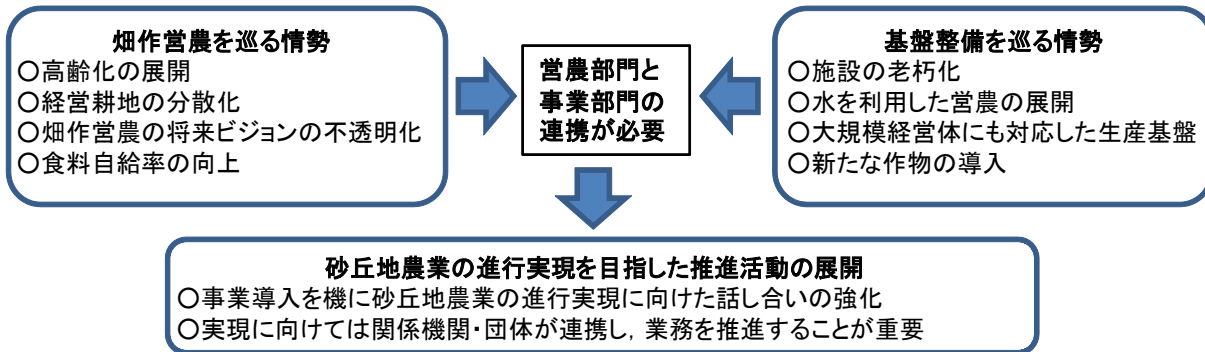 畑作営農を巡る情勢
○高齢化の展開
○経営耕地の分散化
○畑作営農の将来ビジョンの不透明化
○食料自給率の向上
営農部門と
事業部門の
連携が必要
基盤整備を巡る情勢
○施設の老朽化
○水を利用した営農の展開
○大規模経営体にも対応した生産基盤
○新たな作物の導入
砂丘地農業の進行実現を目指した推進活動の展開
○事業導入を機に砂丘地農業の進行実現に向けた話し合いの強化
○実現に向けては関係機関・団体が連携し，業務を推進することが重要